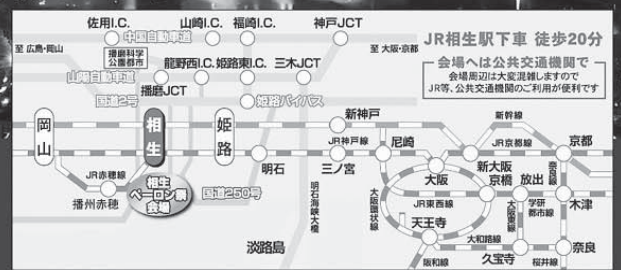 佐用I.C.
山崎I.C.
福崎I.C.
神戸JCT
中国自動車道
至 広島・岡山
至 大阪・京都
播磨科学
公園都市
龍野西I.C.
姫路東I.C.
三木JCT
山陽自動車道
播磨JCT
国道2号
姫路バイパス
JR相生駅下車 徒歩20分
会場へは公共交通機関で
会場周辺は大変混雑しますので
JR等、公共交通機関のご利用が便利です
岡山
相生
姫路
新神戸
新幹線
JR神戸線
尼崎
JR京都線
京都
明石
三ノ宮
新大阪
大阪
京橋
放出
奈良線
木津
JR赤穂線
播州赤穂
相生
ペーロン祭
会場
国道250号
明石海峡大橋
淡路島
大阪環状線
JR東西線
大阪東線
学研
都市線
天王寺
大和路線
奈良
阪和線
久宝寺
桜井線